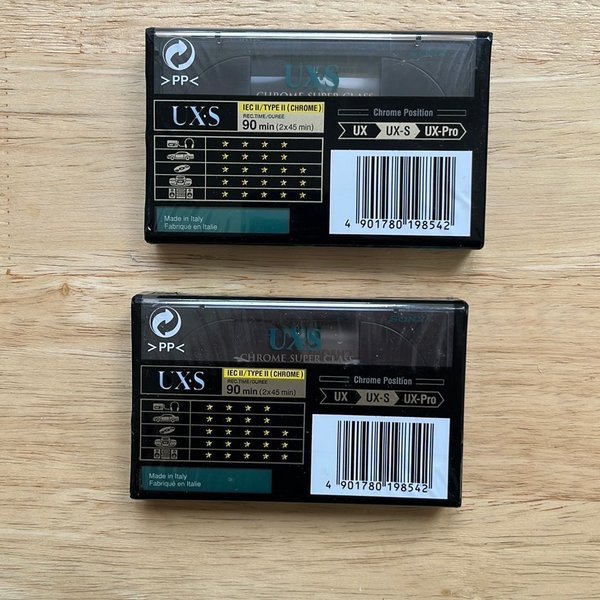 UX·S
CHROME SUPER CLASS
>PP<
UX·S
IEC II/TYPE II (CHROME)
REC.TIME/DURÉE
90 min (2x45 min)
Chrome Position
UX UX-S UX-Pro
Made in Italy
Fabriqué en Italie
4 901780 198542
SONY
UX·S
CHROME SUPER CLASS
>PP<
UX·S
IEC II/TYPE II (CHROME)
REC.TIME/DURÉE
90 min (2x45 min)
Chrome Position
UX UX-S UX-Pro
Made in Italy
Fabriqué en Italie
4 901780 198542